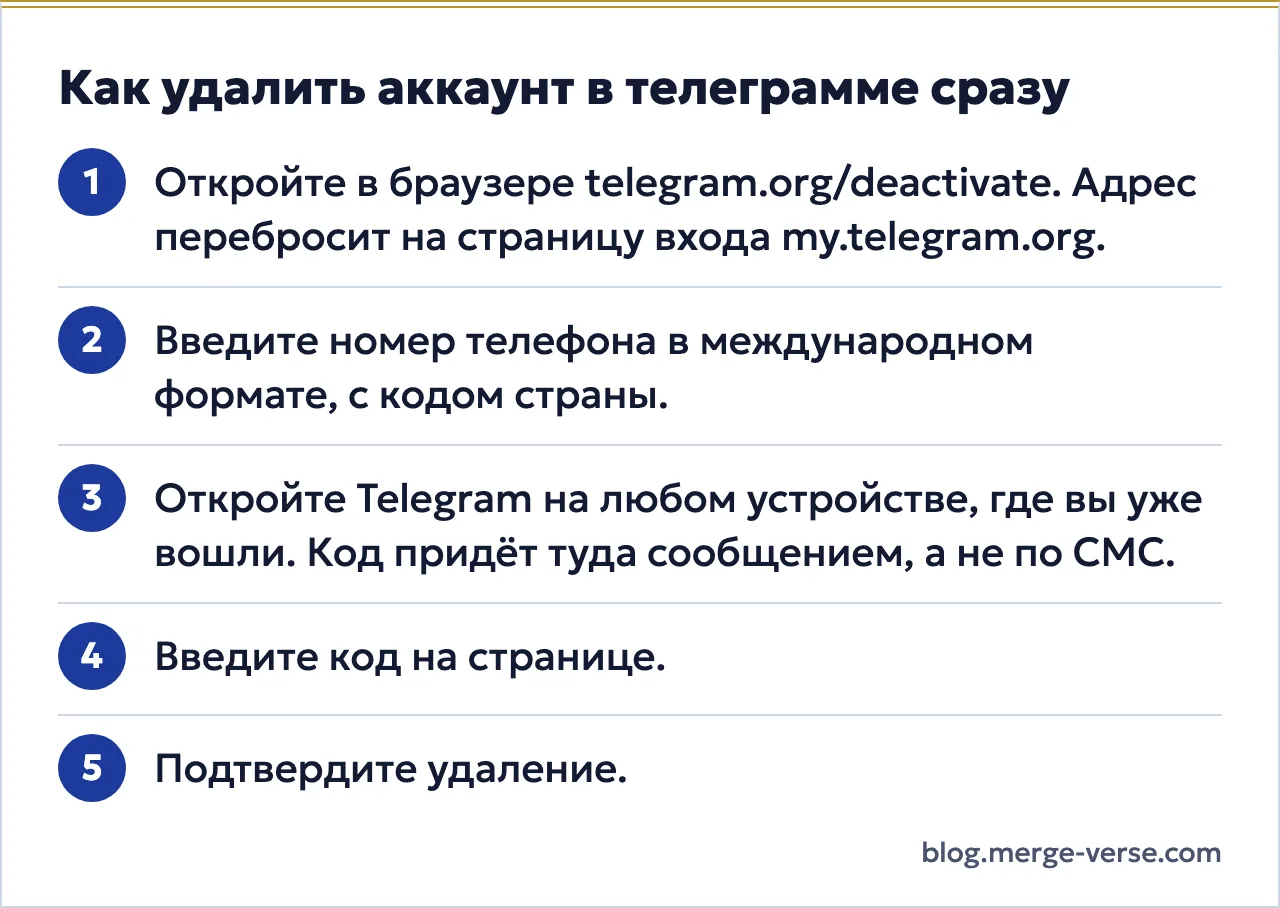 Как удалить аккаунт в телеграмме сразу
1
Откройте в браузере telegram.org/deactivate. Адрес
перебросит на страницу входа my.telegram.org.
2
Введите номер телефона в международном
формате, с кодом страны.
3
Откройте Telegram на любом устройстве, где вы уже
вошли. Код придёт туда сообщением, а не по СМС.
4
Введите код на странице.
5
Подтвердите удаление.
blog.merge-verse.com